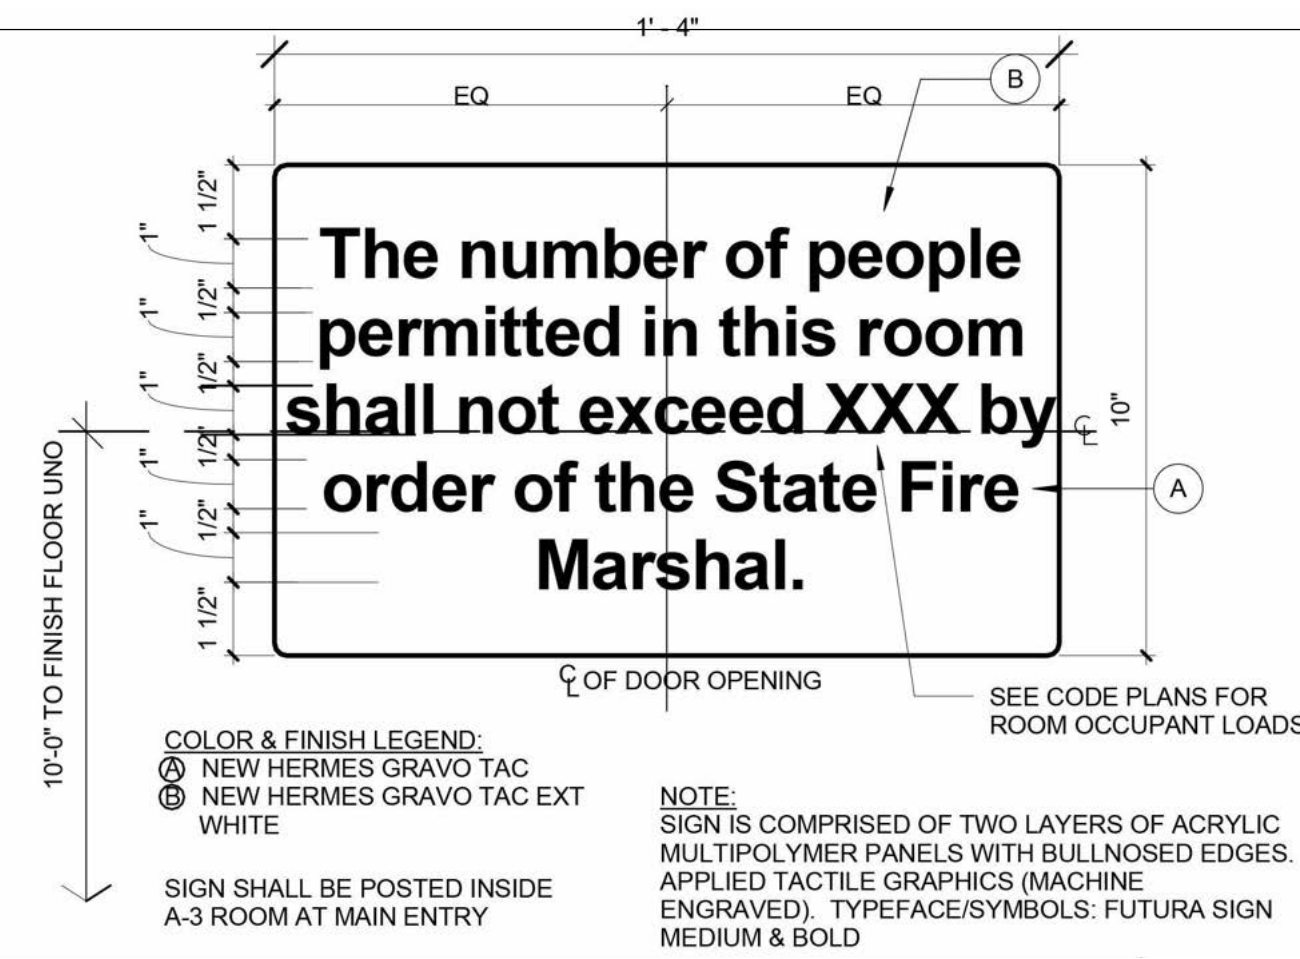 1' - 4"
EQ
EQ
B
1 1/2"
1"
1/2"
1"
1/2"
1"
1/2"
1"
1/2"
1"
1 1/2"
The number of people
permitted in this room
shall not exceed XXX by
order of the State Fire
Marshal.
10"
CL
A
10'-0" TO FINISH FLOOR UNO
CL OF DOOR OPENING
SEE CODE PLANS FOR
ROOM OCCUPANT LOADS
COLOR & FINISH LEGEND:
A NEW HERMES GRAVO TAC
B NEW HERMES GRAVO TAC EXT
WHITE
SIGN SHALL BE POSTED INSIDE
A-3 ROOM AT MAIN ENTRY
NOTE:
SIGN IS COMPRISED OF TWO LAYERS OF ACRYLIC
MULTIPOLYMER PANELS WITH BULLNOSED EDGES.
APPLIED TACTILE GRAPHICS (MACHINE
ENGRAVED). TYPEFACE/SYMBOLS: FUTURA SIGN
MEDIUM & BOLD